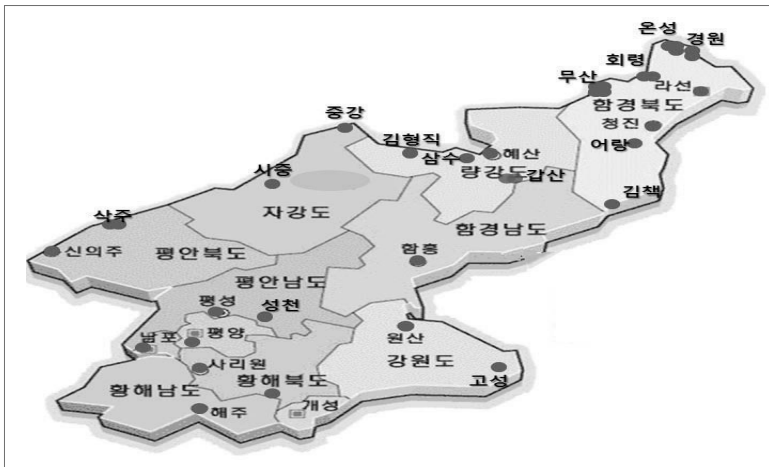 온성
경원
회령
무산
라선
함경북도
중강
청진
김형직
혜산
어랑
삼수
시중
량강도
갑산
김책
자강도
삭주
함경남도
신의주
평안북도
함흥
평안남도
평성
성천
남포
평양
원산
사리원
강원도
고성
황해남도
황해북도
해주
개성